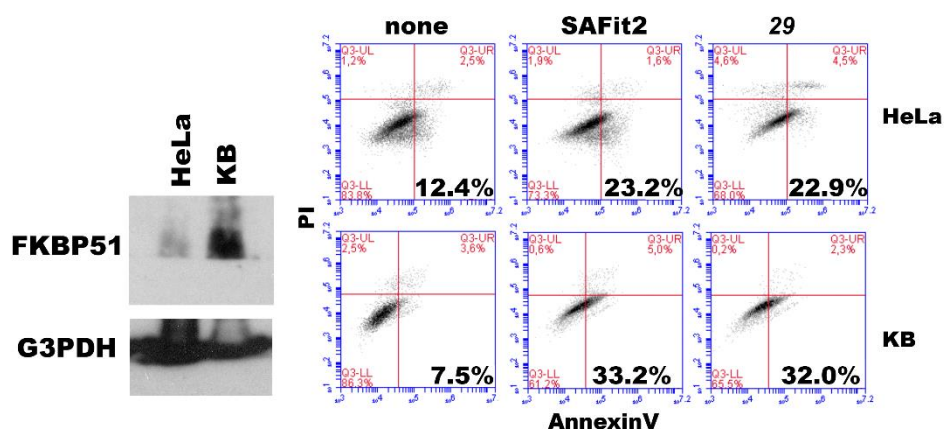 none SAFit2 29
HeLa KB
FKBP51
G3PDH
PI
Q3-UL Q3-UR
1,2% 2,5%
Q3-LL
83,8%
12.4%
Q3-UL Q3-UR
1,9% 1,6%
Q3-LL
73,3%
23.2%
Q3-UL Q3-UR
4,6% 4,5%
Q3-LL
68,0%
22.9%
HeLa
Q3-UL Q3-UR
2,5% 3,6%
Q3-LL
86,3%
7.5%
Q3-UL Q3-UR
0,6% 5,0%
Q3-LL
61,2%
33.2%
Q3-UL Q3-UR
0,2% 2,3%
Q3-LL
65,5%
32.0%
KB
AnnexinV